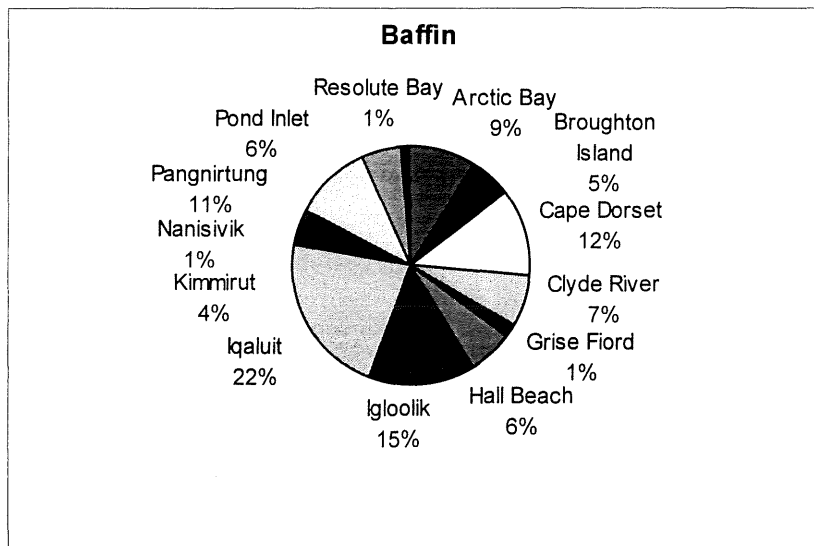 Baffin
Resolute Bay
1%
Arctic Bay
9%
Broughton
Island
5%
Cape Dorset
12%
Clyde River
7%
Grise Fiord
1%
Hall Beach
6%
Igloolik
15%
Iqaluit
22%
Kimmirut
4%
Nanisivik
1%
Pangnirtung
11%
Pond Inlet
6%